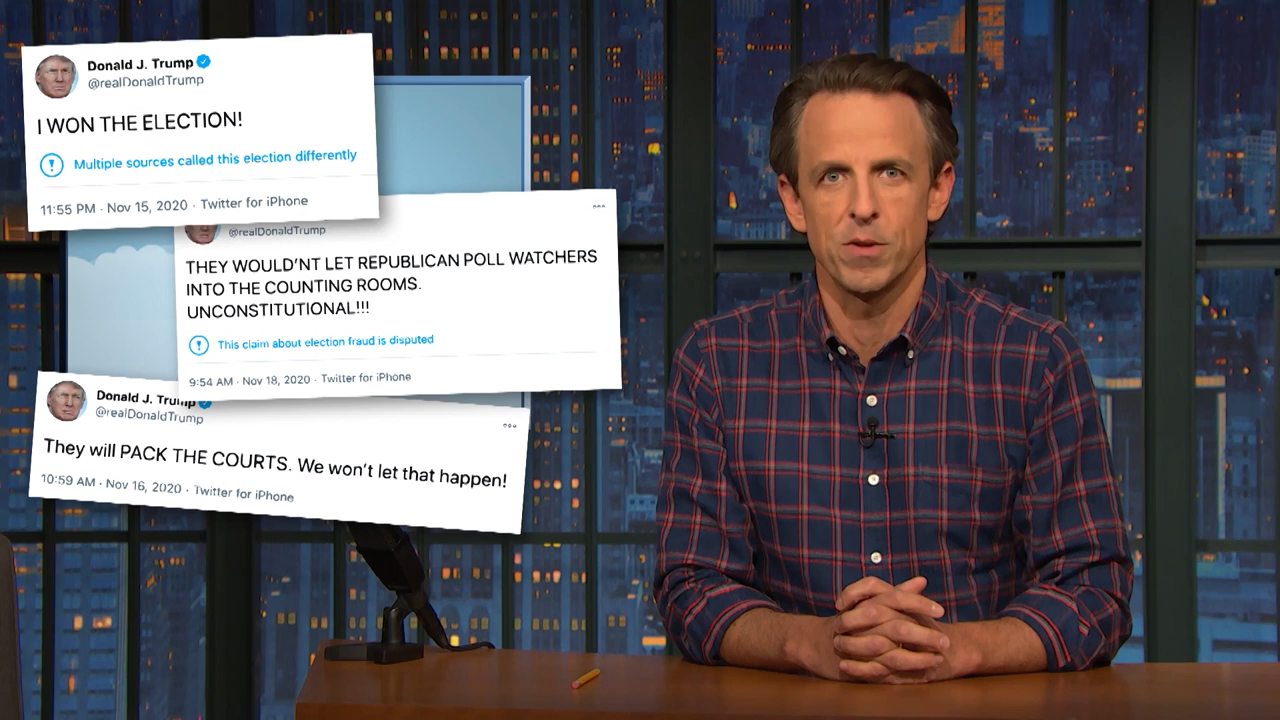 Donald J. Trump
@realDonaldTrump
I WON THE ELECTION!
Multiple sources called this election differently
11:55 PM · Nov 15, 2020 · Twitter for iPhone
@realDonaldTrump
THEY WOULD'NT LET REPUBLICAN POLL WATCHERS
INTO THE COUNTING ROOMS.
UNCONSTITUTIONAL!!!
This claim about election fraud is disputed
9:54 AM · Nov 18, 2020 · Twitter for iPhone
Donald J. Trump
@realDonaldTrump
They will PACK THE COURTS. We won't let that happen!
10:59 AM · Nov 16, 2020 · Twitter for iPhone